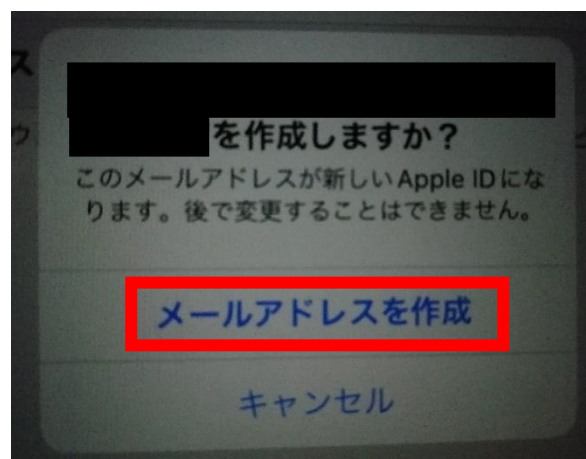 ス
を作成しますか？
このメールアドレスが新しいApple IDにな
ります。後で変更することはできません。
メールアドレスを作成
キャンセル